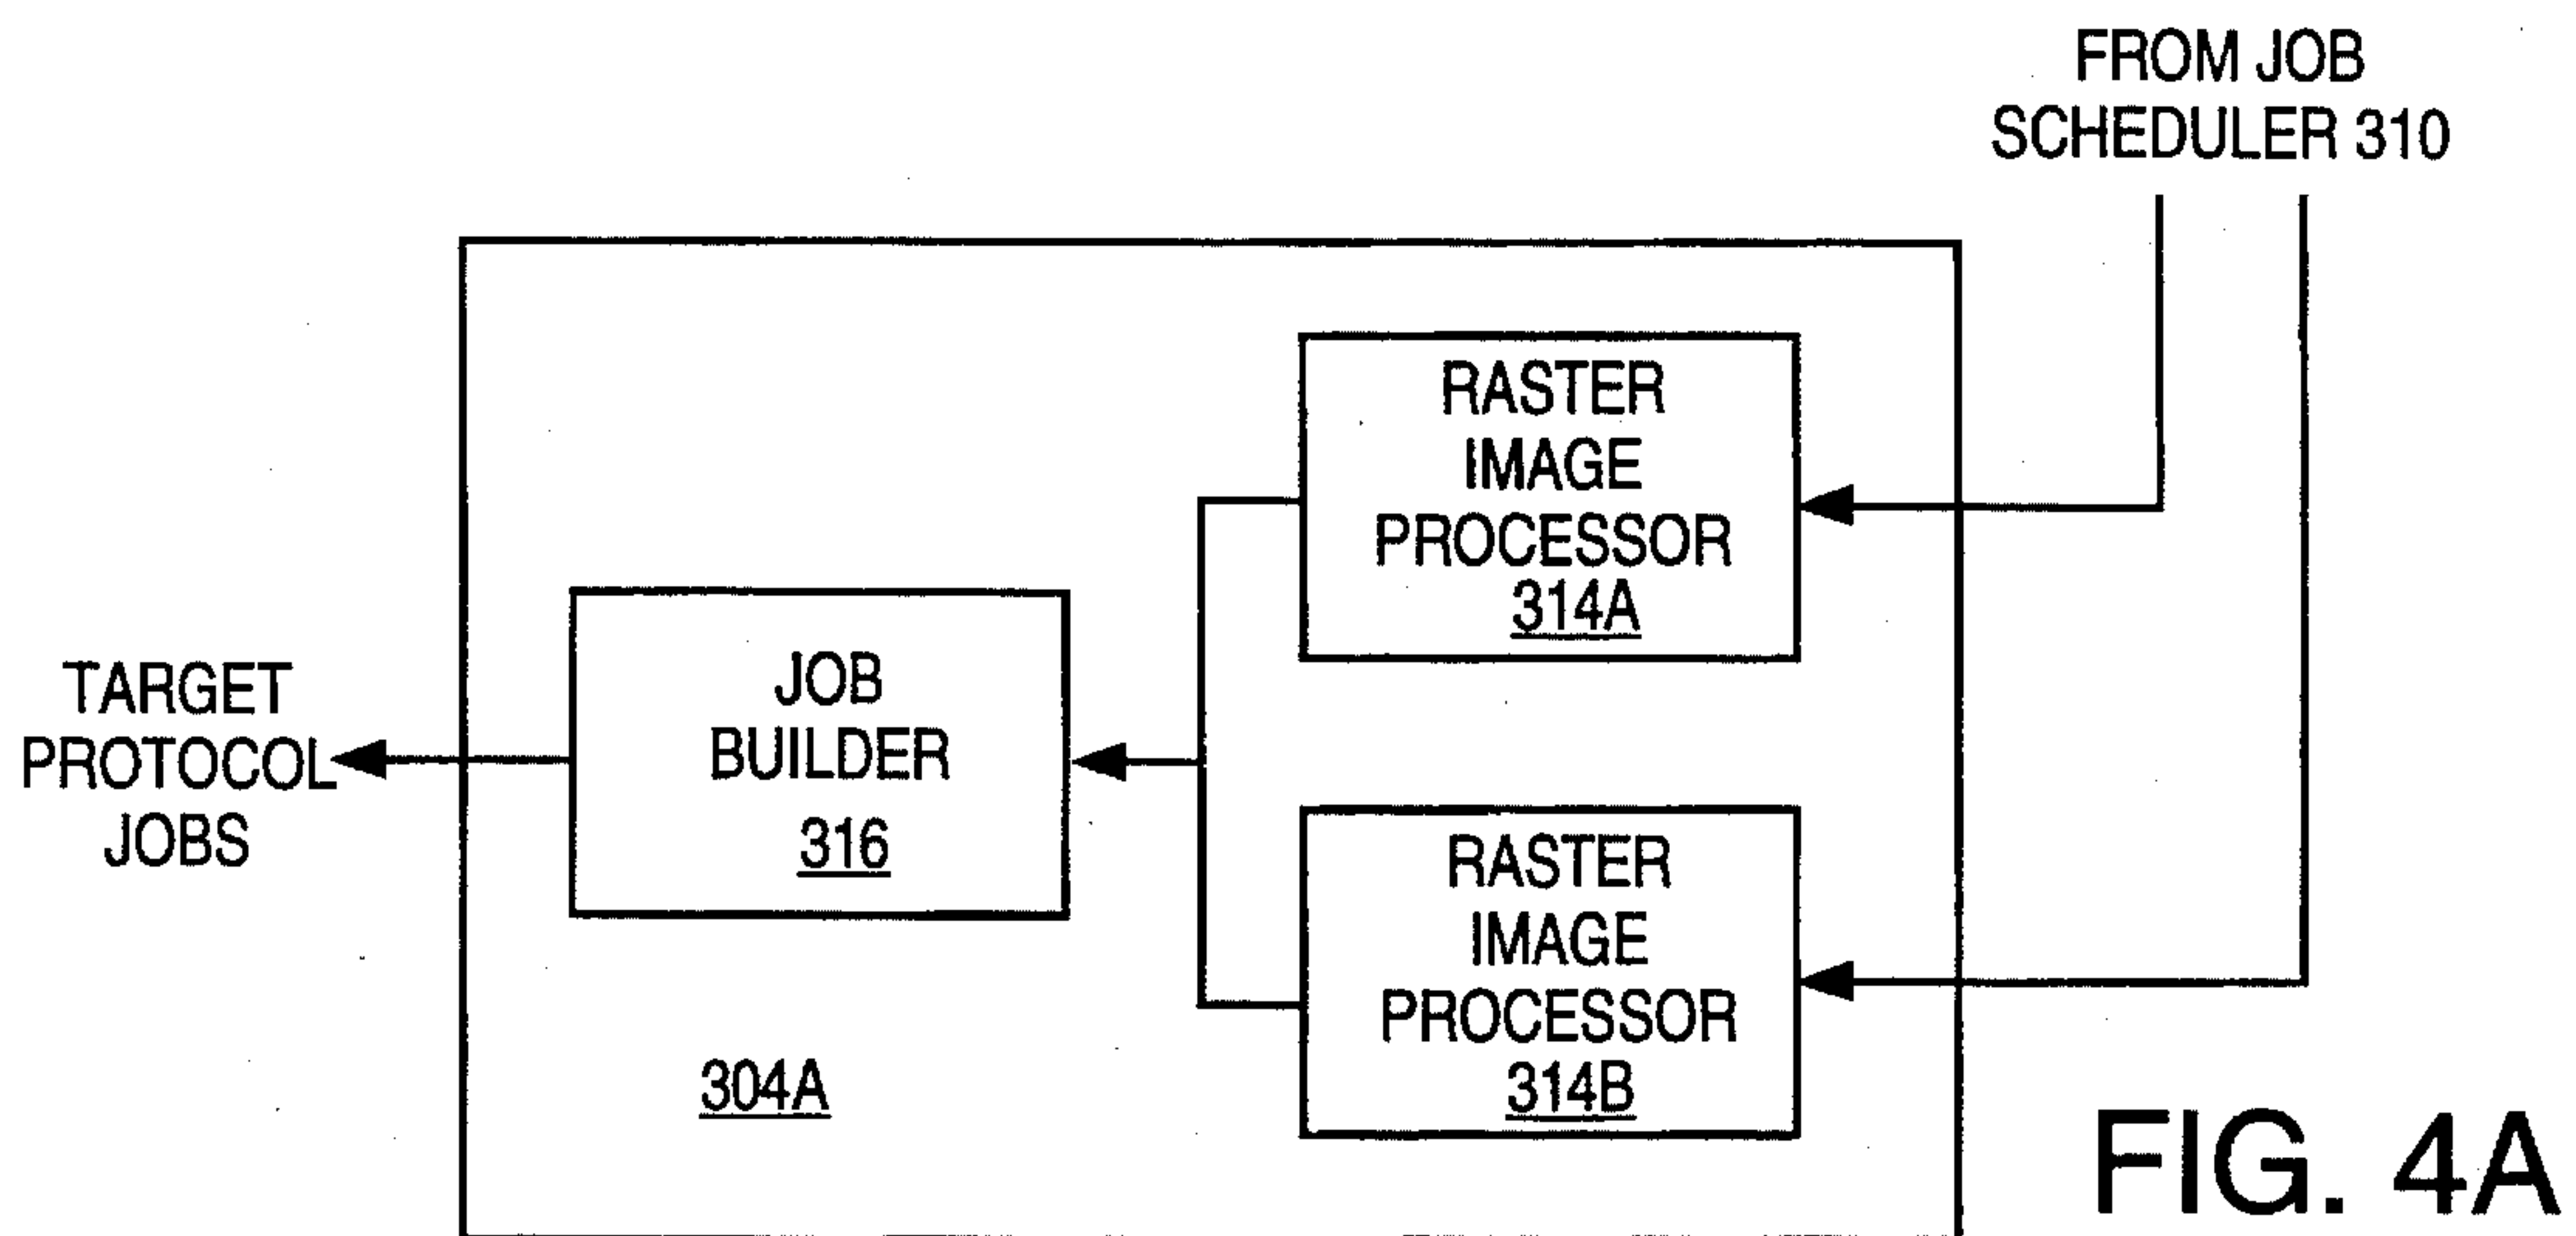 FROM JOB
SCHEDULER 310
RASTER
IMAGE
PROCESSOR
314A
JOB
BUILDER
316
TARGET
PROTOCOL
JOBS
RASTER
IMAGE
PROCESSOR
314B
304A
FIG. 4A